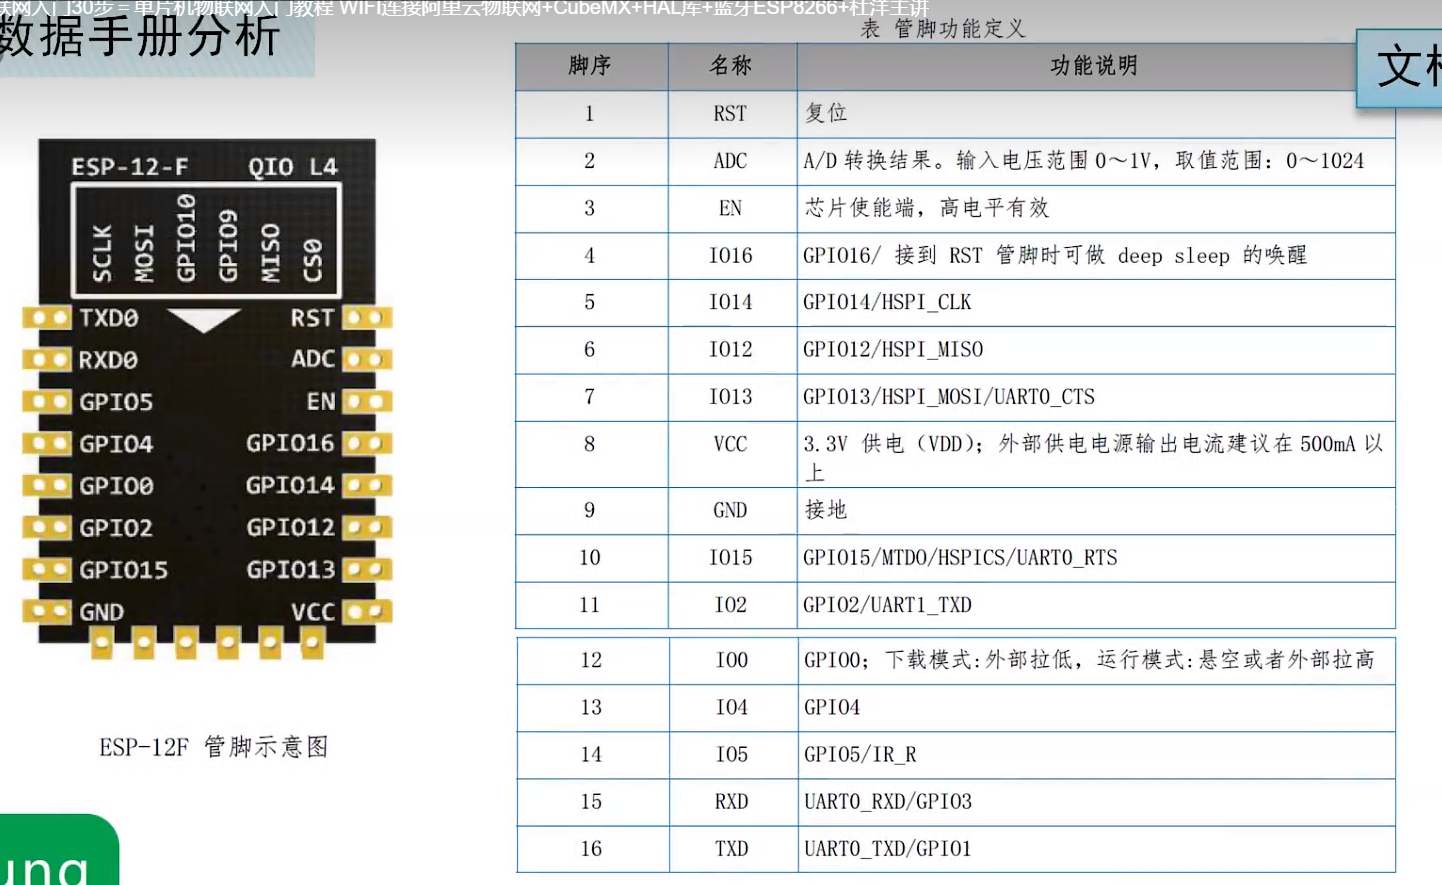 联网入门30步=单片机物联网入门教程 WIFI连接阿里云物联网+CubeMX+HAL库+蓝牙ESP8266+杜洋主讲
数据手册分析
ESP-12-F QIO L4
SCLK
MOSI
GPIO10
GPIO9
MISO
CS0
TXD0 RST
RXD0 ADC
GPIO5 EN
GPIO4 GPIO16
GPIO0 GPIO14
GPIO2 GPIO12
GPIO15 GPIO13
GND VCC
ESP-12F 管脚示意图
表 管脚功能定义
脚序 名称 功能说明
1 RST 复位
2 ADC A/D 转换结果。输入电压范围 0～1V，取值范围：0～1024
3 EN 芯片使能端，高电平有效
4 IO16 GPIO16/ 接到 RST 管脚时可做 deep sleep 的唤醒
5 IO14 GPIO14/HSPI_CLK
6 IO12 GPIO12/HSPI_MISO
7 IO13 GPIO13/HSPI_MOSI/UART0_CTS
8 VCC 3.3V 供电（VDD）；外部供电电源输出电流建议在 500mA 以
上
9 GND 接地
10 IO15 GPIO15/MTDO/HSPICS/UART0_RTS
11 IO2 GPIO2/UART1_TXD
12 IO0 GPIO0；下载模式:外部拉低，运行模式:悬空或者外部拉高
13 IO4 GPIO4
14 IO5 GPIO5/IR_R
15 RXD UART0_RXD/GPIO3
16 TXD UART0_TXD/GPIO1
文档
ung